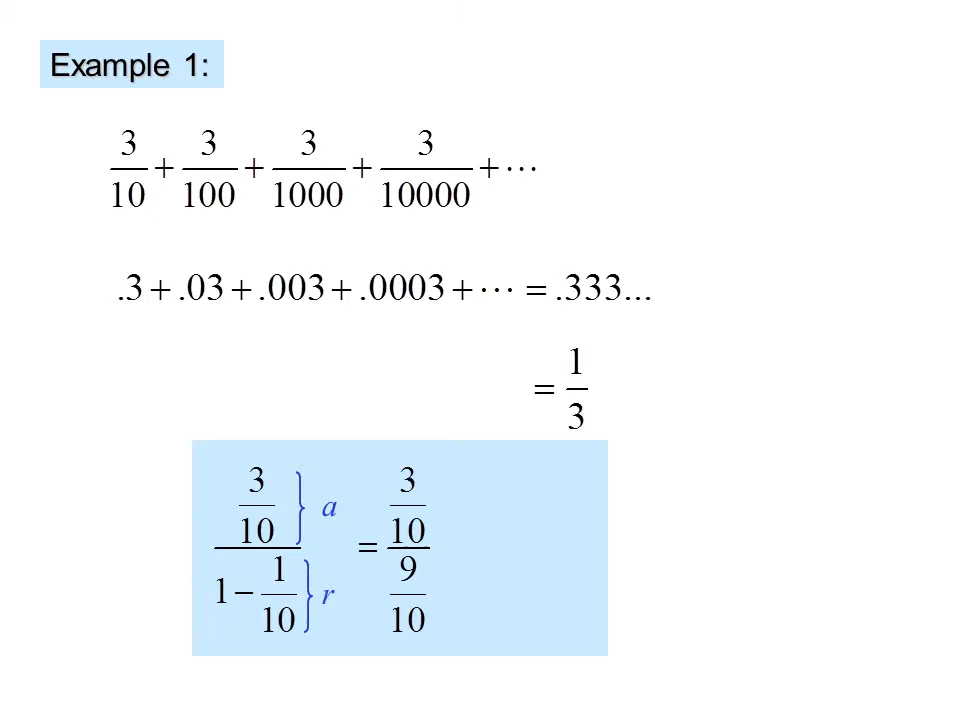 Example 1:
3/10 + 3/100 + 3/1000 + 3/10000 + ⋯
.3 + .03 + .003 + .0003 + ⋯ = .333...
= 1/3
(3/10 } a) / (1 − 1/10 } r) = (3/10) / (9/10)